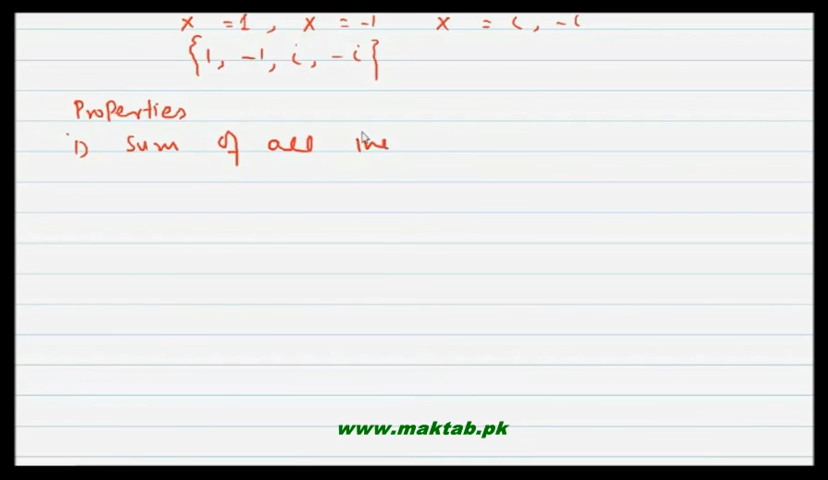 x = 1 , x = -1 x = i , -i
{1, -1, i, -i}
Properties
i) Sum of all the
www.maktab.pk